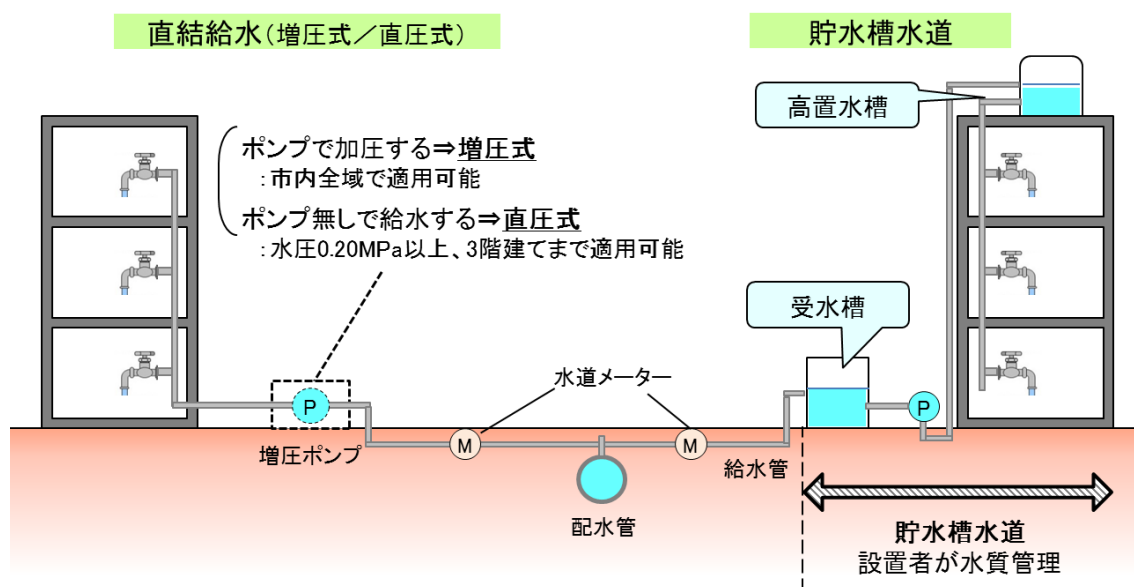 直結給水(増圧式／直圧式)
貯水槽水道
高置水槽
ポンプで加圧する⇒増圧式
:市内全域で適用可能
ポンプ無しで給水する⇒直圧式
:水圧0.20MPa以上、3階建てまで適用可能
受水槽
水道メーター
P
P
増圧ポンプ
M
M
給水管
配水管
貯水槽水道
設置者が水質管理